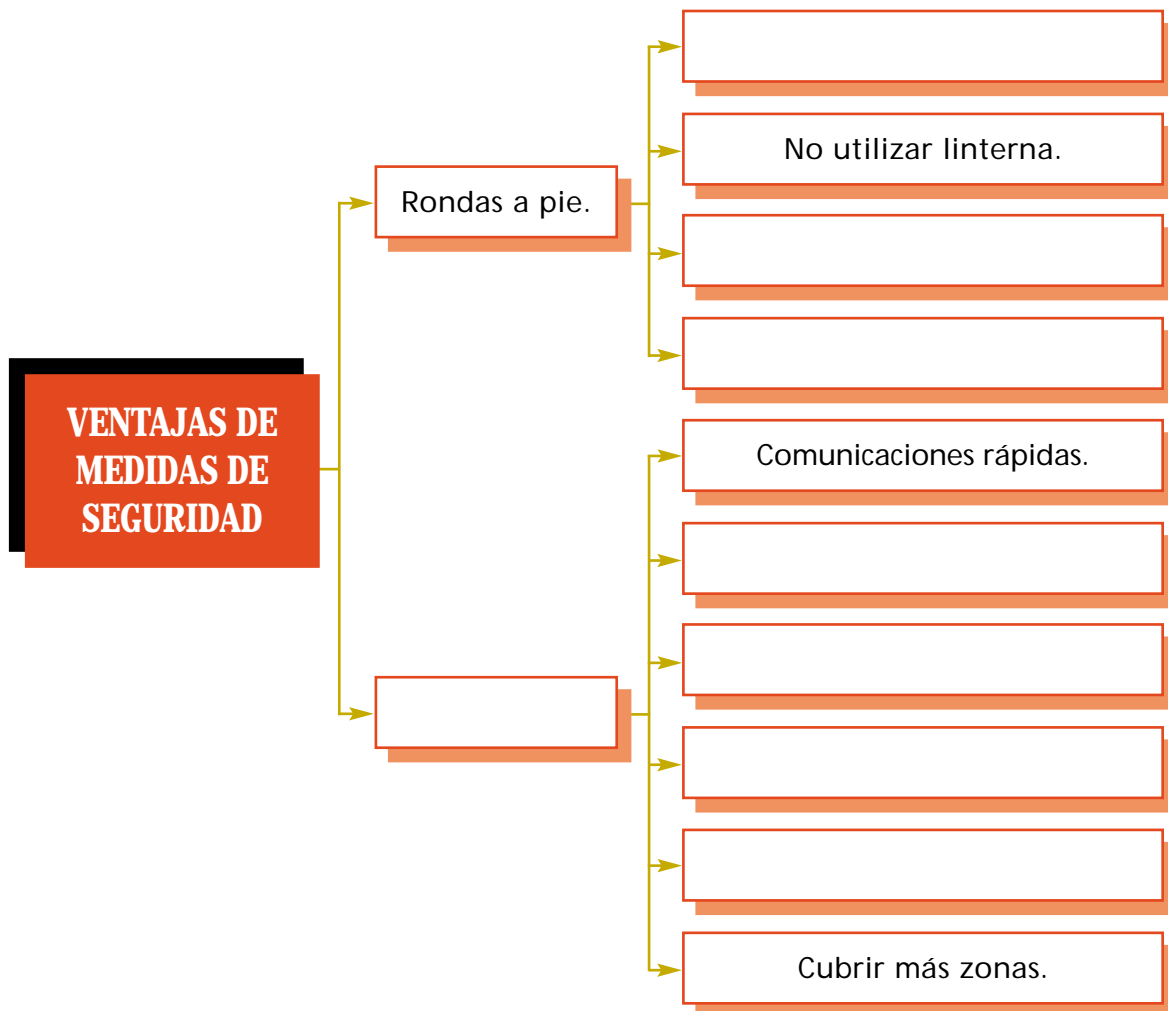 No utilizar linterna.
Rondas a pie.
VENTAJAS DE
MEDIDAS DE
SEGURIDAD
Comunicaciones rápidas.
Cubrir más zonas.